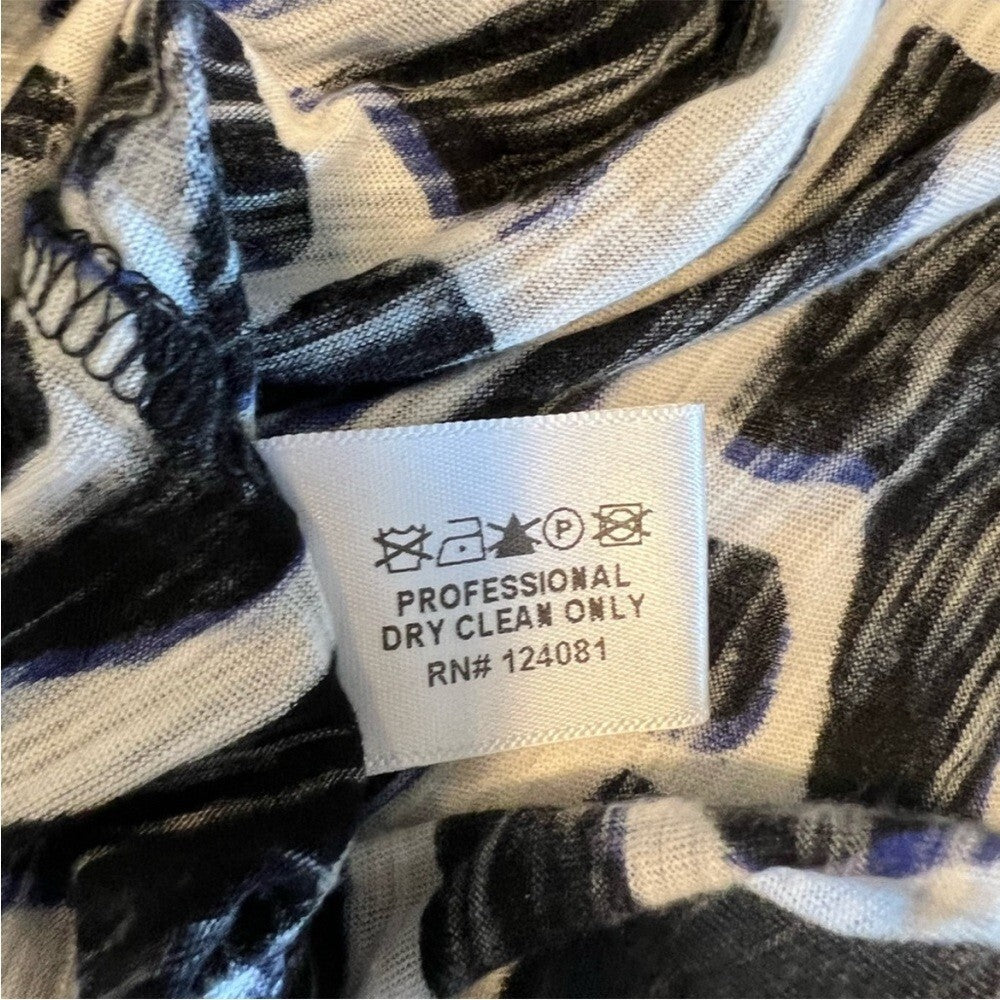 P
PROFESSIONAL
DRY CLEAN ONLY
RN# 124081